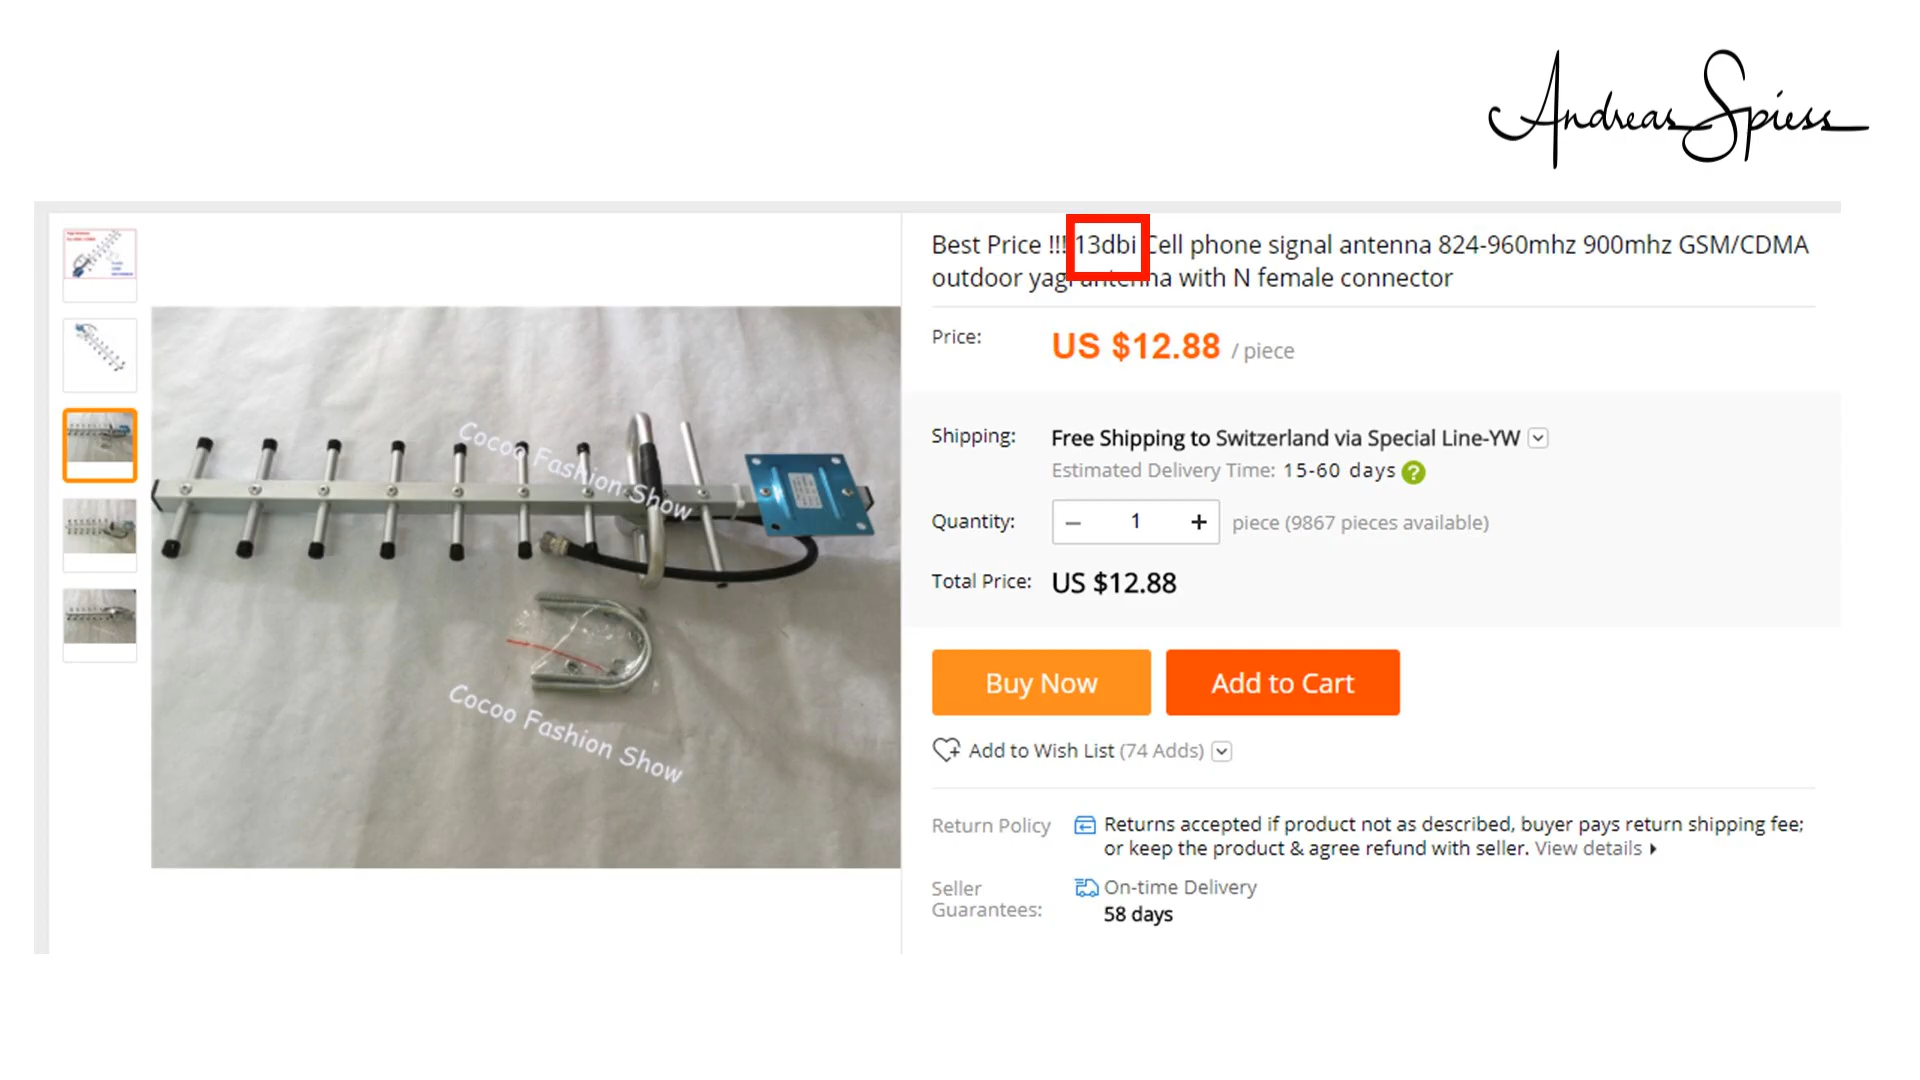 Andreas Spiess
Best Price !!! 13dbi Cell phone signal antenna 824-960mhz 900mhz GSM/CDMA
outdoor yagi antenna with N female connector
Price:
US $12.88 / piece
Shipping:
Free Shipping to Switzerland via Special Line-YW
Estimated Delivery Time: 15-60 days ?
Quantity:
− 1 + piece (9867 pieces available)
Total Price:
US $12.88
Buy Now
Add to Cart
Add to Wish List (74 Adds)
Return Policy
Returns accepted if product not as described, buyer pays return shipping fee;
or keep the product & agree refund with seller. View details
Seller
Guarantees:
On-time Delivery
58 days
Cocoo Fashion Show
Cocoo Fashion Show